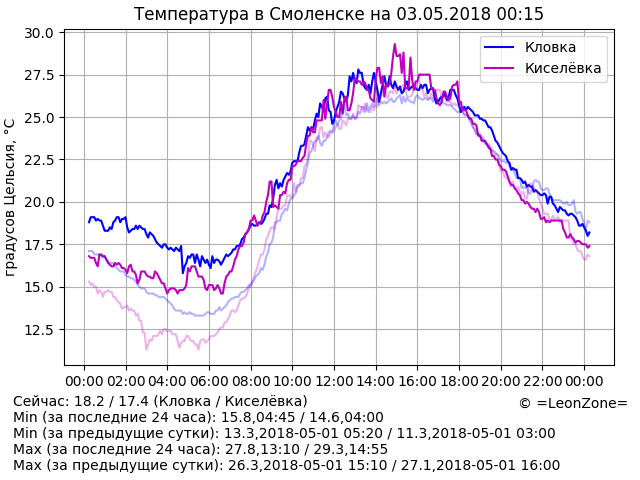 Температура в Смоленске на 03.05.2018 00:15
градусов Цельсия, °C
30.0
27.5
25.0
22.5
20.0
17.5
15.0
12.5
Кловка
Киселёвка
00:00 02:00 04:00 06:00 08:00 10:00 12:00 14:00 16:00 18:00 20:00 22:00 00:00
Сейчас: 18.2 / 17.4 (Кловка / Киселёвка)
© =LeonZone=
Min (за последние 24 часа): 15.8,04:45 / 14.6,04:00
Min (за предыдущие сутки): 13.3,2018-05-01 05:20 / 11.3,2018-05-01 03:00
Max (за последние 24 часа): 27.8,13:10 / 29.3,14:55
Max (за предыдущие сутки): 26.3,2018-05-01 15:10 / 27.1,2018-05-01 16:00